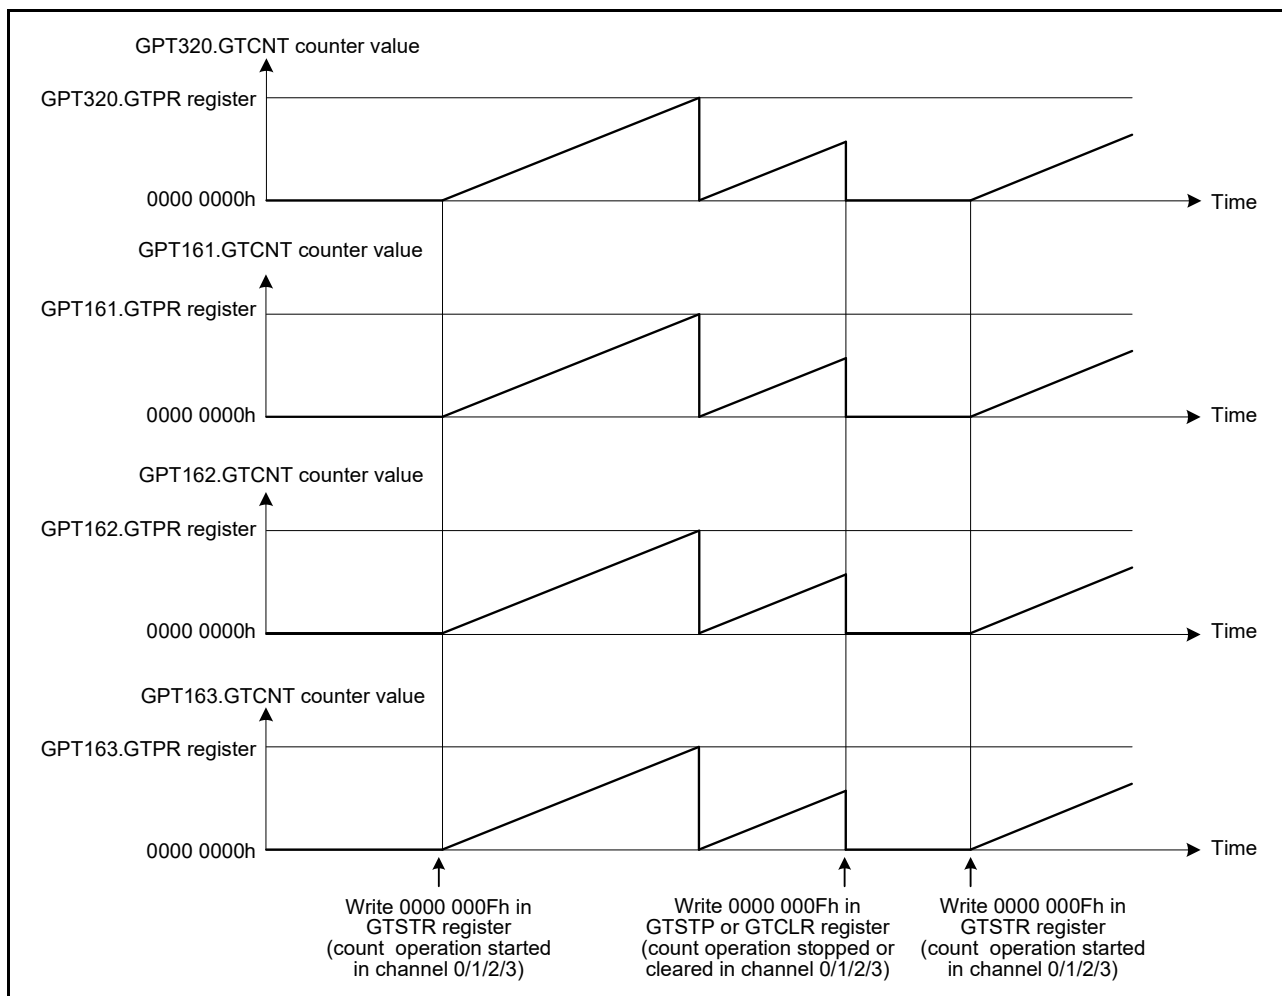 GPT320.GTCNT counter value
GPT320.GTPR register
0000 0000h
Time
GPT161.GTCNT counter value
GPT161.GTPR register
0000 0000h
Time
GPT162.GTCNT counter value
GPT162.GTPR register
0000 0000h
Time
GPT163.GTCNT counter value
GPT163.GTPR register
0000 0000h
Time
Write 0000 000Fh in
GTSTR register
(count operation started
in channel 0/1/2/3)
Write 0000 000Fh in
GTSTP or GTCLR register
(count operation stopped or
cleared in channel 0/1/2/3)
Write 0000 000Fh in
GTSTR register
(count operation started
in channel 0/1/2/3)